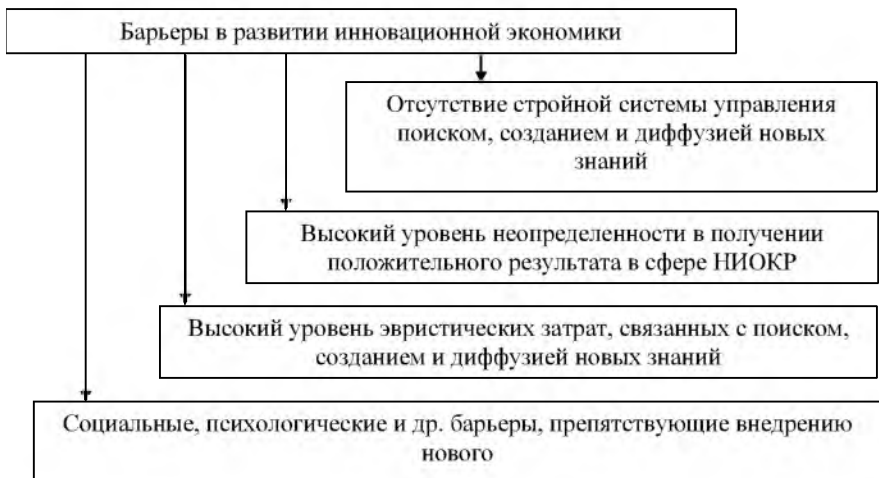 Барьеры в развитии инновационной экономики
Отсутствие стройной системы управления
поиском, созданием и диффузией новых
знаний
Высокий уровень неопределенности в получении
положительного результата в сфере НИОКР
Высокий уровень эвристических затрат, связанных с поиском,
созданием и диффузией новых знаний
Социальные, психологические и др. барьеры, препятствующие внедрению
нового